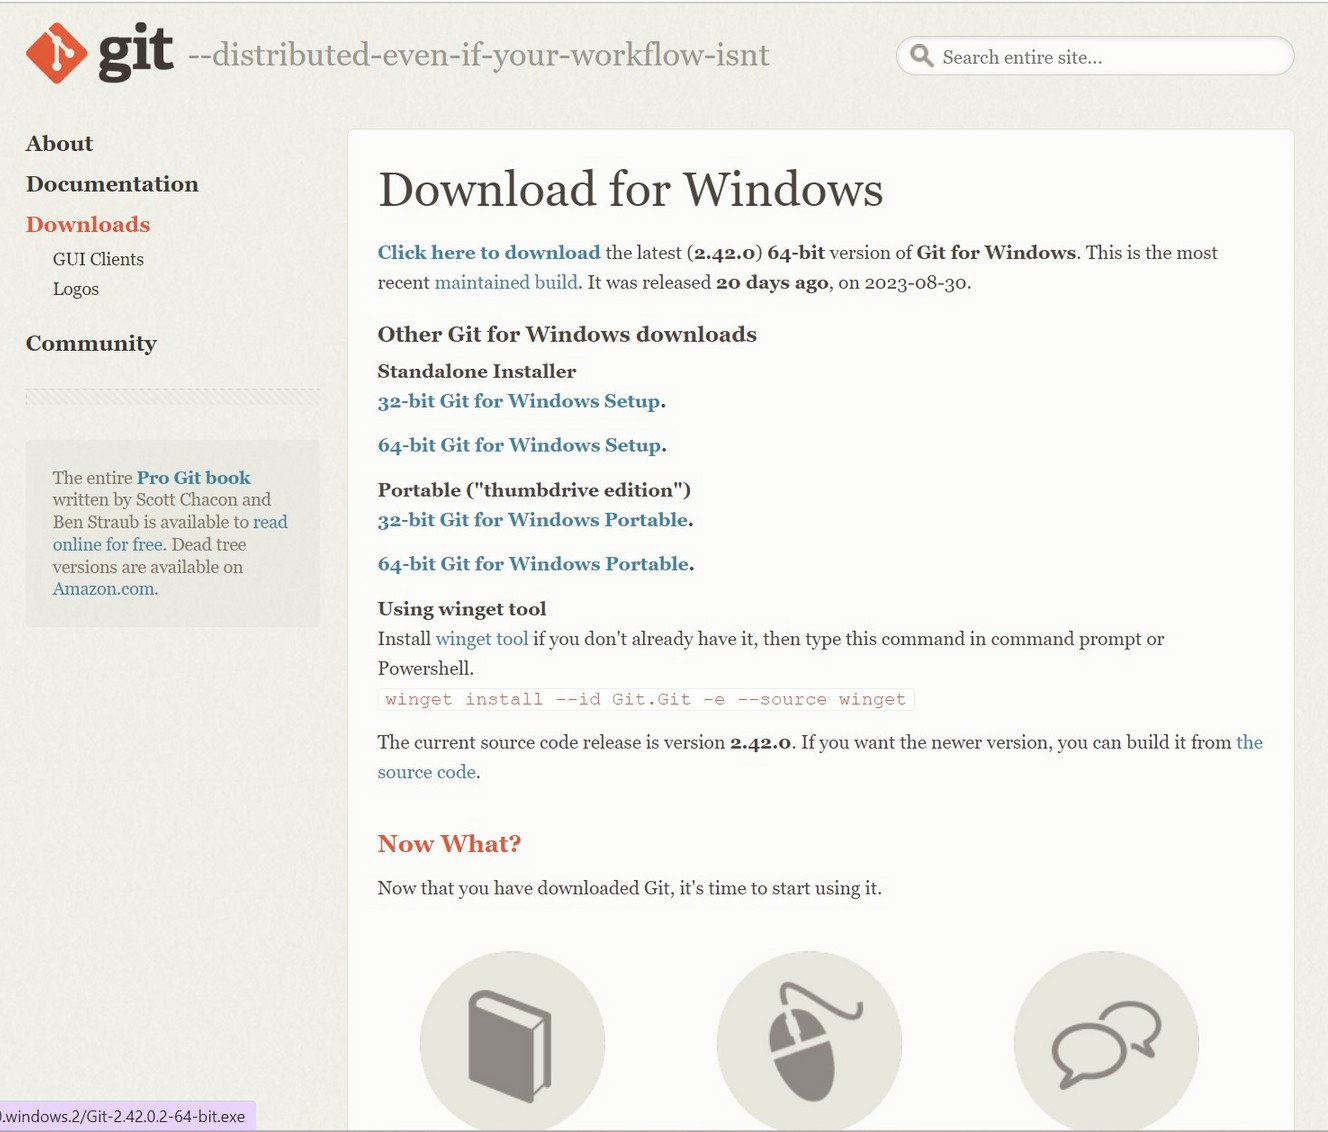 git --distributed-even-if-your-workflow-isnt
Search entire site...
About
Documentation
Downloads
GUI Clients
Logos
Community
The entire Pro Git book
written by Scott Chacon and
Ben Straub is available to read
online for free. Dead tree
versions are available on
Amazon.com.
Download for Windows
Click here to download the latest (2.42.0) 64-bit version of Git for Windows. This is the most
recent maintained build. It was released 20 days ago, on 2023-08-30.
Other Git for Windows downloads
Standalone Installer
32-bit Git for Windows Setup.
64-bit Git for Windows Setup.
Portable ("thumbdrive edition")
32-bit Git for Windows Portable.
64-bit Git for Windows Portable.
Using winget tool
Install winget tool if you don't already have it, then type this command in command prompt or
Powershell.
winget install --id Git.Git -e --source winget
The current source code release is version 2.42.0. If you want the newer version, you can build it from the
source code.
Now What?
Now that you have downloaded Git, it's time to start using it.
.windows.2/Git-2.42.0.2-64-bit.exe